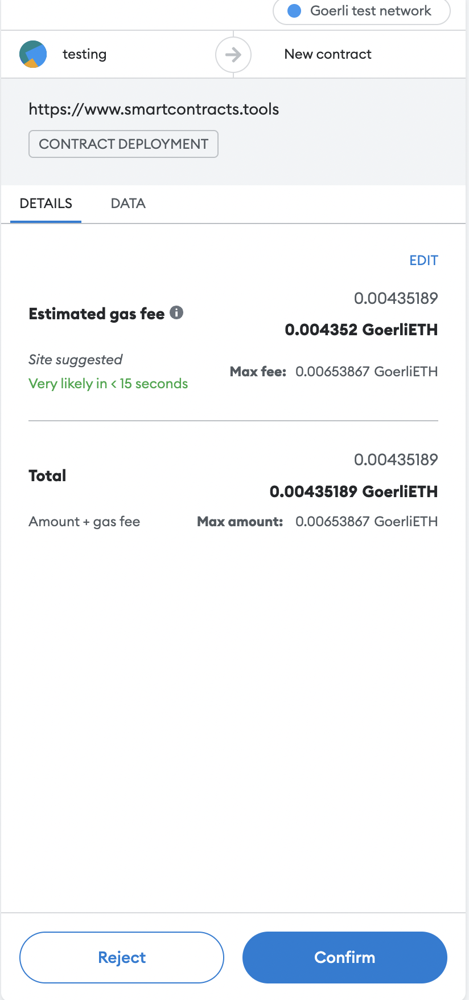 Goerli test network
testing
New contract
https://www.smartcontracts.tools
CONTRACT DEPLOYMENT
DETAILS DATA
EDIT
0.00435189
Estimated gas fee
0.004352 GoerliETH
Site suggested
Max fee: 0.00653867 GoerliETH
Very likely in < 15 seconds
0.00435189
Total
0.00435189 GoerliETH
Amount + gas fee Max amount: 0.00653867 GoerliETH
Reject Confirm